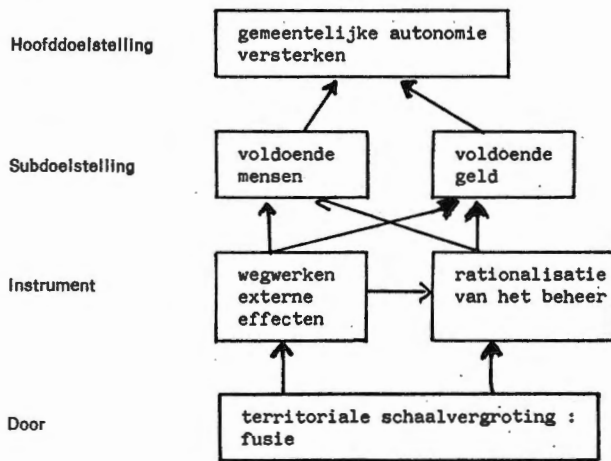 Hoofddoelstelling
gemeentelijke autonomie
versterken
Subdoelstelling
voldoende
mensen
voldoende
geld
Instrument
wegwerken
externe
effecten
rationalisatie
van het beheer
Door
territoriale schaalvergroting :
fusie